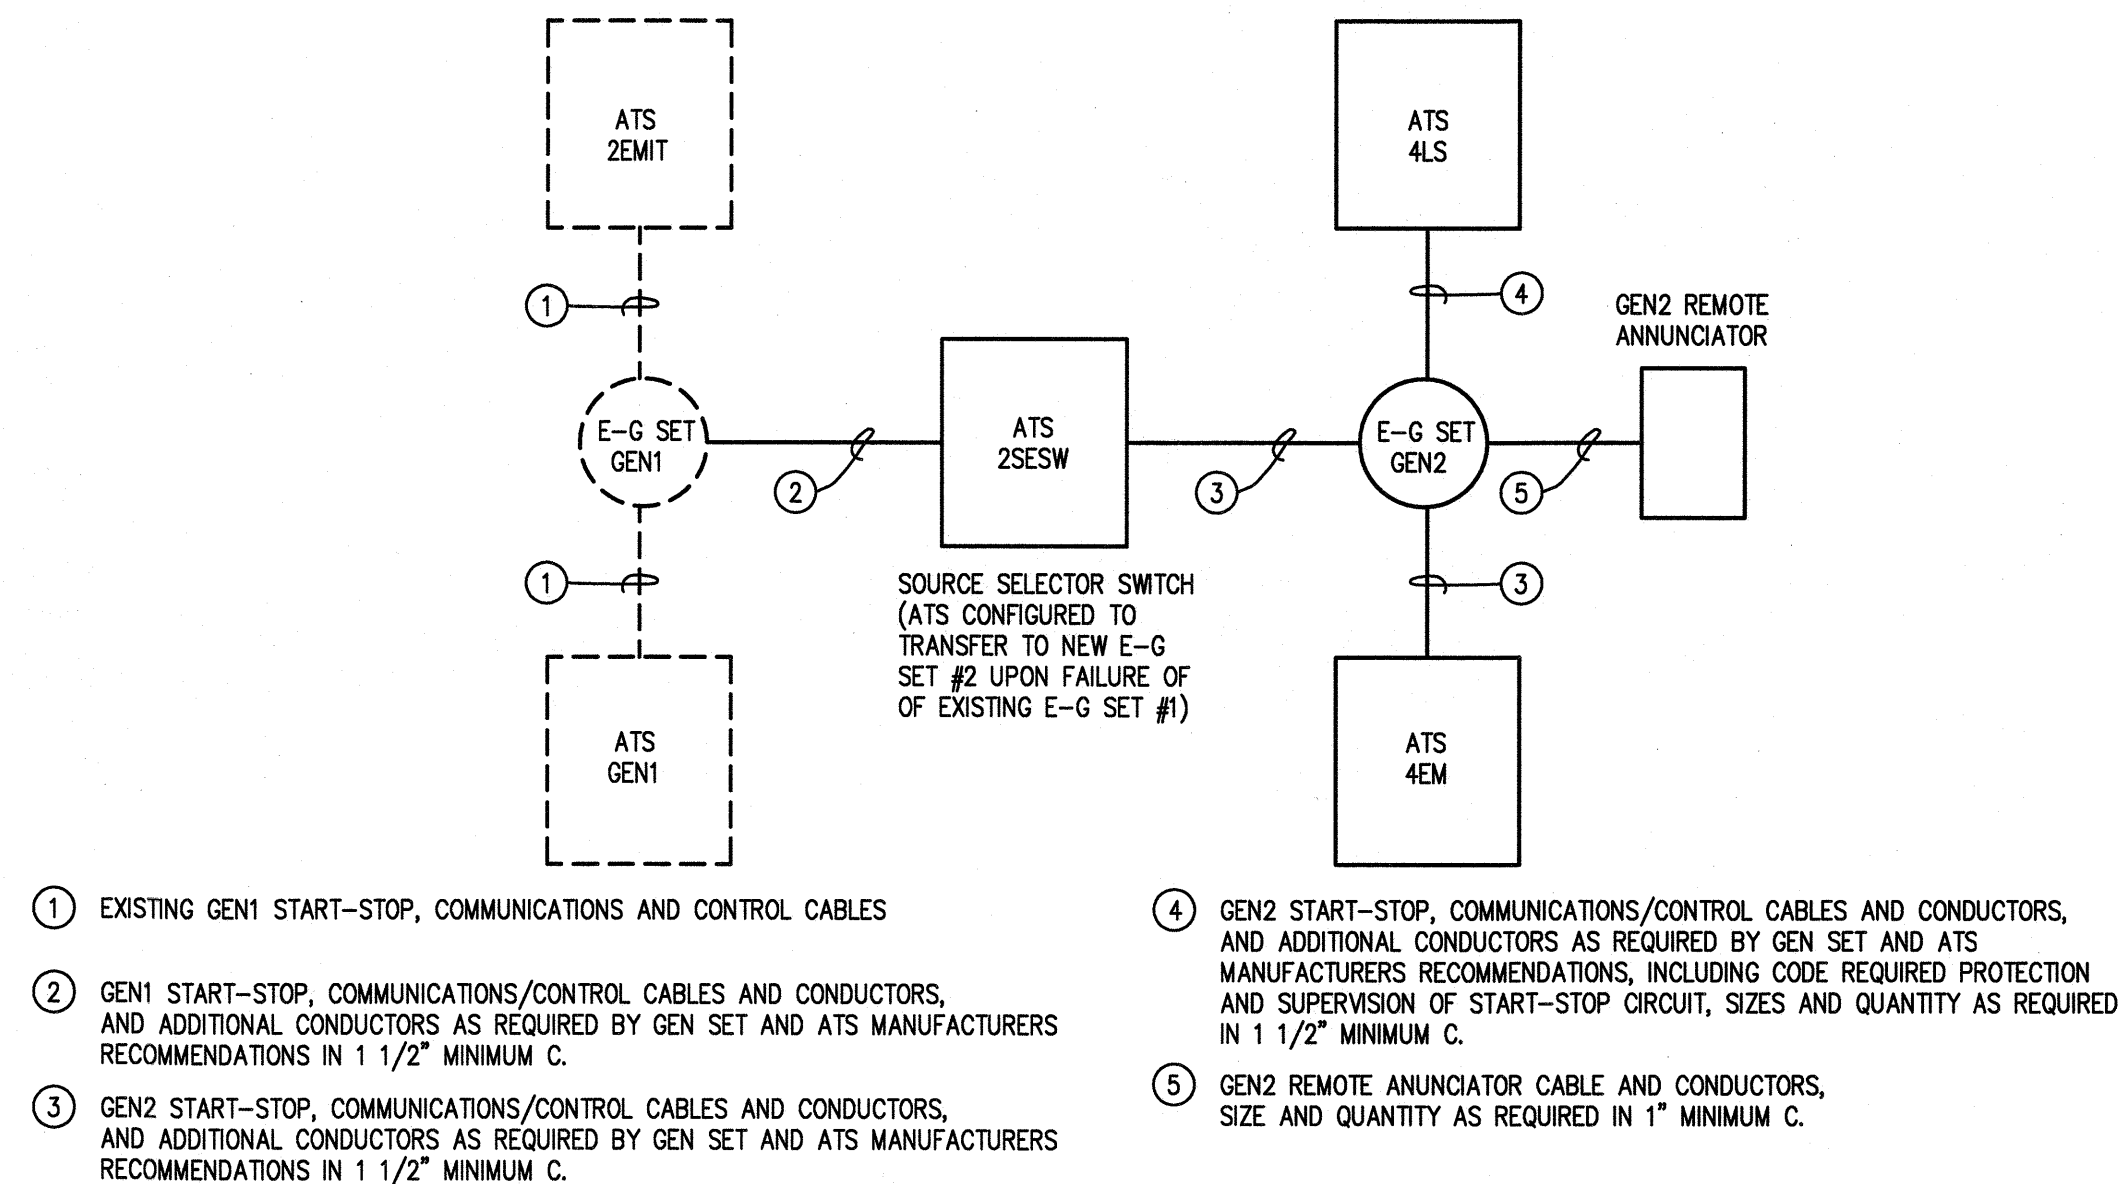 ATS
2EMIT
ATS
4LS
1
4
GEN2 REMOTE
ANNUNCIATOR
E-G SET
GEN1
2
ATS
2SESW
3
E-G SET
GEN2
5
1
SOURCE SELECTOR SWITCH
(ATS CONFIGURED TO
TRANSFER TO NEW E-G
SET #2 UPON FAILURE OF
OF EXISTING E-G SET #1)
3
ATS
GEN1
ATS
4EM
1 EXISTING GEN1 START-STOP, COMMUNICATIONS AND CONTROL CABLES
2 GEN1 START-STOP, COMMUNICATIONS/CONTROL CABLES AND CONDUCTORS,
AND ADDITIONAL CONDUCTORS AS REQUIRED BY GEN SET AND ATS MANUFACTURERS
RECOMMENDATIONS IN 1 1/2" MINIMUM C.
3 GEN2 START-STOP, COMMUNICATIONS/CONTROL CABLES AND CONDUCTORS,
AND ADDITIONAL CONDUCTORS AS REQUIRED BY GEN SET AND ATS MANUFACTURERS
RECOMMENDATIONS IN 1 1/2" MINIMUM C.
4 GEN2 START-STOP, COMMUNICATIONS/CONTROL CABLES AND CONDUCTORS,
AND ADDITIONAL CONDUCTORS AS REQUIRED BY GEN SET AND ATS
MANUFACTURERS RECOMMENDATIONS, INCLUDING CODE REQUIRED PROTECTION
AND SUPERVISION OF START-STOP CIRCUIT, SIZES AND QUANTITY AS REQUIRED
IN 1 1/2" MINIMUM C.
5 GEN2 REMOTE ANUNCIATOR CABLE AND CONDUCTORS,
SIZE AND QUANTITY AS REQUIRED IN 1" MINIMUM C.